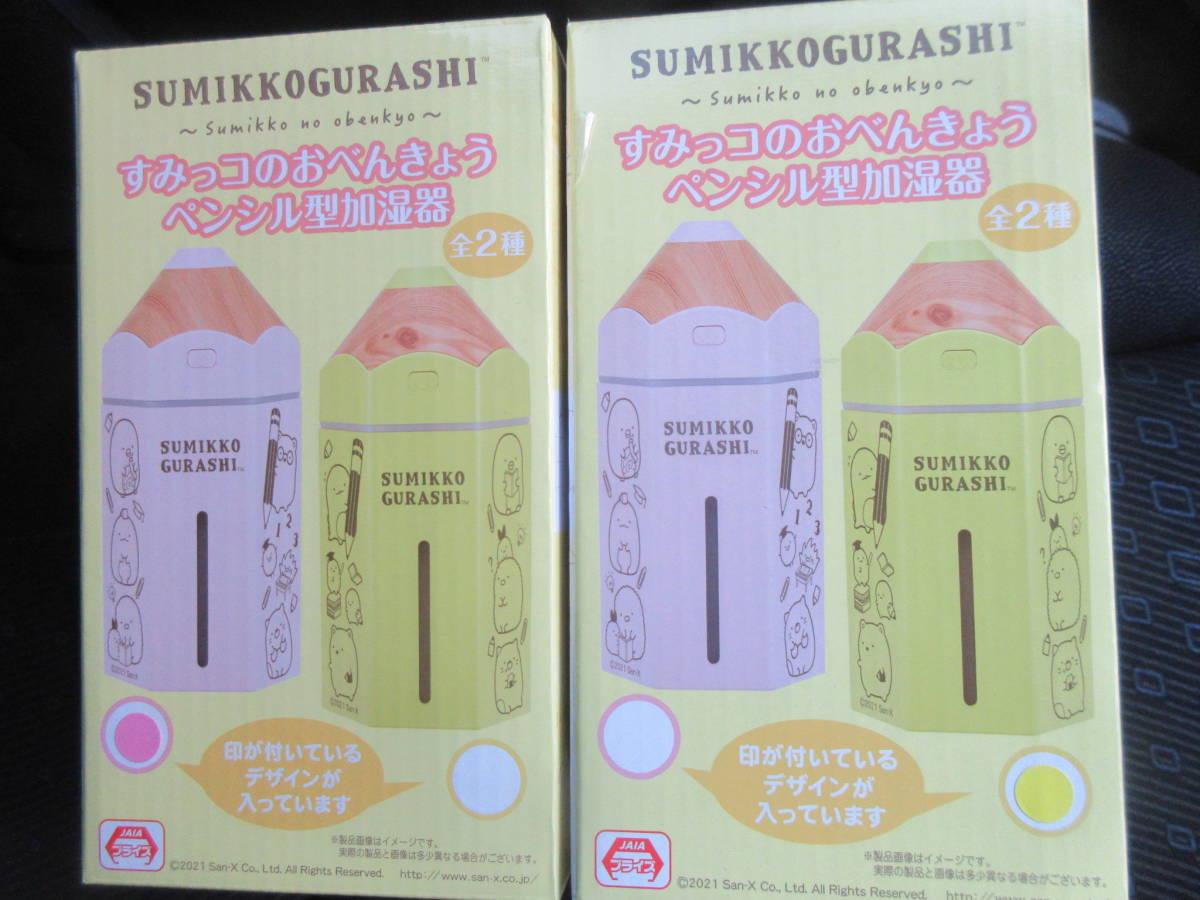 SUMIKKOGURASHI™
~Sumikko no obenkyo~
すみっコのおべんきょう
ペンシル型加湿器
全2種
SUMIKKO
GURASHI™
1
2
3
©2021 San-X
SUMIKKO
GURASHI™
?
©2021 San-X
印が付いている
デザインが
入っています
JAIA
プライズ
※製品画像はイメージです。
実際の製品と画像は多少異なる場合がございます。
©2021 San-X Co., Ltd. All Rights Reserved. http://www.san-x.co.jp/
SUMIKKOGURASHI™
~Sumikko no obenkyo~
すみっコのおべんきょう
ペンシル型加湿器
全2種
SUMIKKO
GURASHI™
1
2
3
©2021 San-X
SUMIKKO
GURASHI™
?
©2021 San-X
印が付いている
デザインが
入っています
JAIA
プライズ
※製品画像はイメージです。
実際の製品と画像は多少異なる場合がございます。
©2021 San-X Co., Ltd. All Rights Reserved.